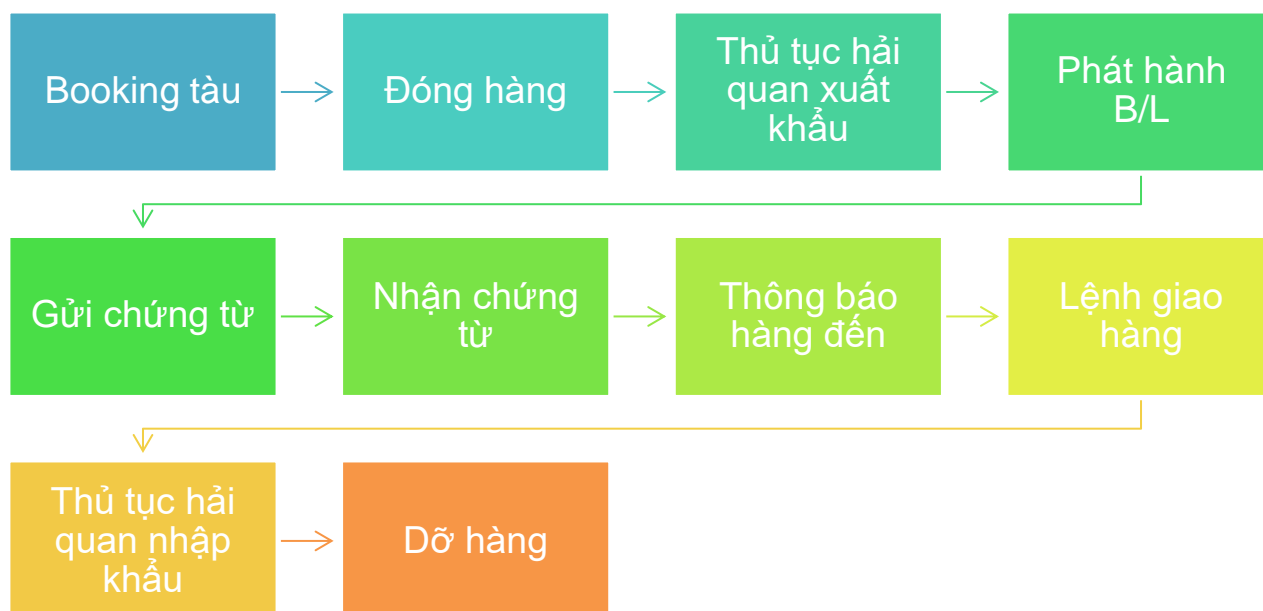 Booking tàu
Đóng hàng
Thủ tục hải
quan xuất
khẩu
Phát hành
B/L
Gửi chứng từ
Nhận chứng
từ
Thông báo
hàng đến
Lệnh giao
hàng
Thủ tục hải
quan nhập
khẩu
Dỡ hàng